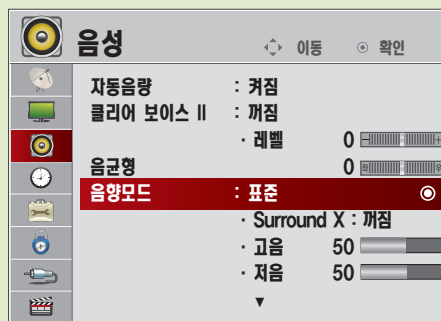 음성 이동 확인
자동음량 : 켜짐
클리어 보이스 II : 꺼짐
· 레벨 0 - +
음균형 0 좌 우
음향모드 : 표준
· Surround X : 꺼짐
· 고음 50
· 저음 50
▼